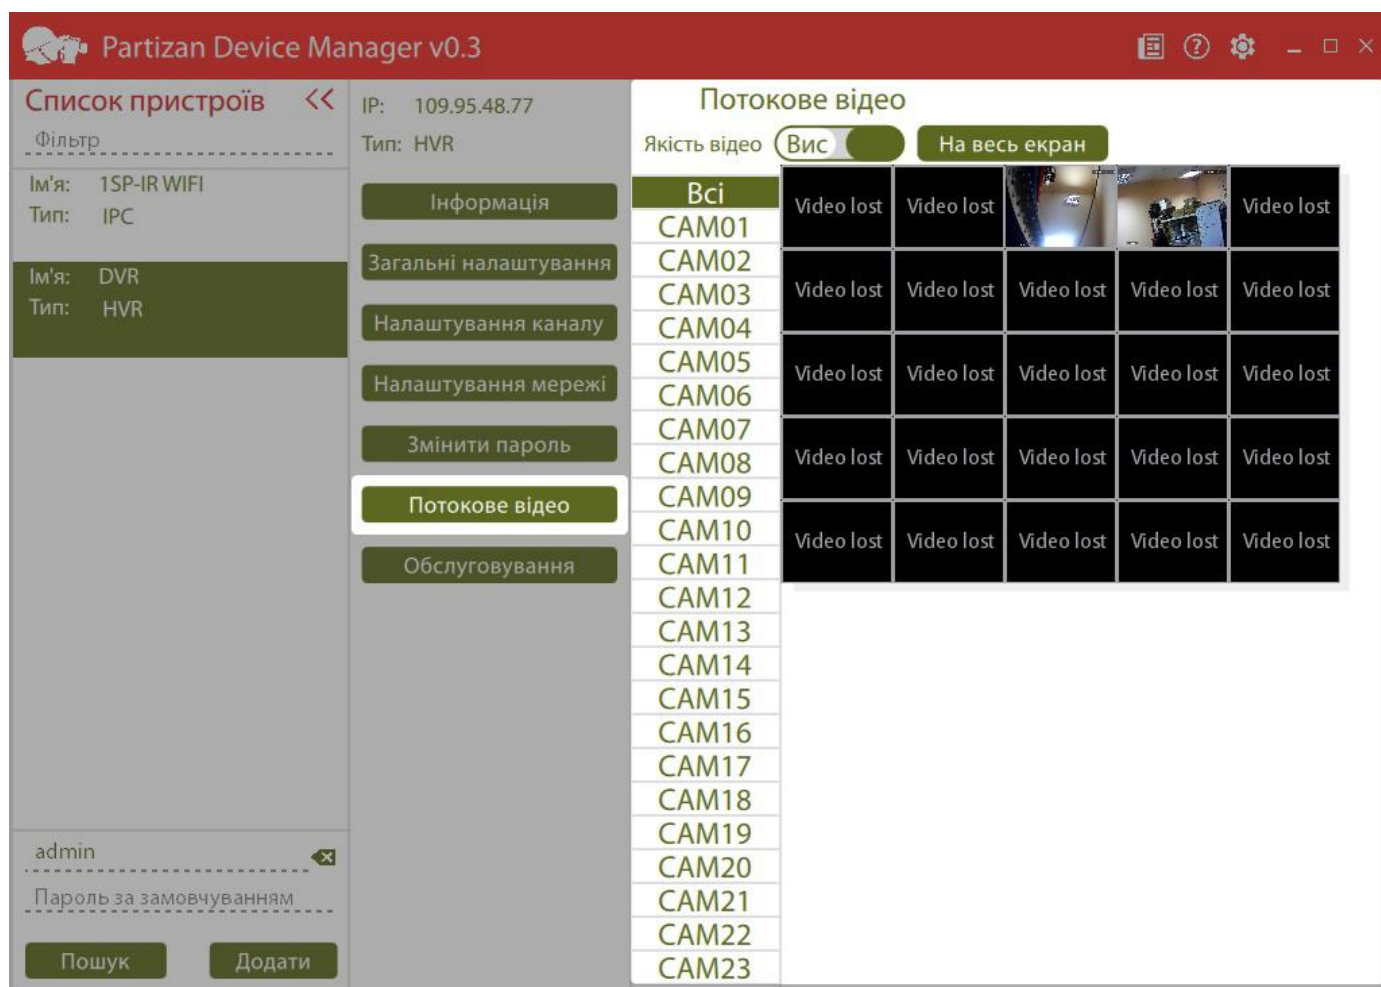 Partizan Device Manager v0.3
Список пристроїв <<
Фільтр
Ім'я: 1SP-IR WIFI
Тип: IPC
Ім'я: DVR
Тип: HVR
admin
Пароль за замовчуванням
Пошук Додати
IP: 109.95.48.77
Тип: HVR
Інформація
Загальні налаштування
Налаштування каналу
Налаштування мережі
Змінити пароль
Потокове відео
Обслуговування
Потокове відео
Якість відео Вис На весь екран
Всі
CAM01
CAM02
CAM03
CAM04
CAM05
CAM06
CAM07
CAM08
CAM09
CAM10
CAM11
CAM12
CAM13
CAM14
CAM15
CAM16
CAM17
CAM18
CAM19
CAM20
CAM21
CAM22
CAM23
Video lost Video lost Video lost
Video lost Video lost Video lost Video lost Video lost
Video lost Video lost Video lost Video lost Video lost
Video lost Video lost Video lost Video lost Video lost
Video lost Video lost Video lost Video lost Video lost